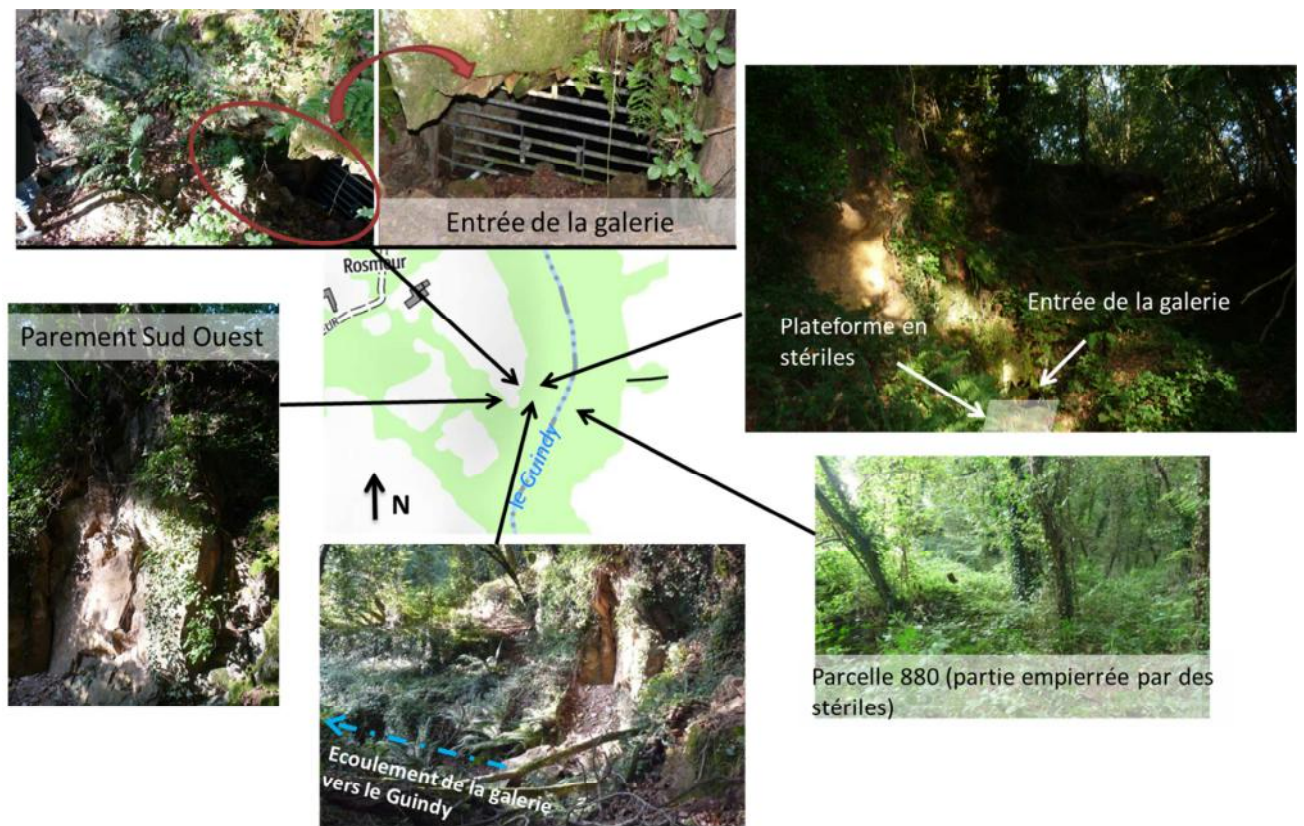 Entrée de la galerie
Rosmeur
EUR
le Guindy
N
Parement Sud Ouest
Plateforme en
stériles
Entrée de la galerie
Parcelle 880 (partie empierrée par des
stériles)
Ecoulement de la galerie
vers le Guindy